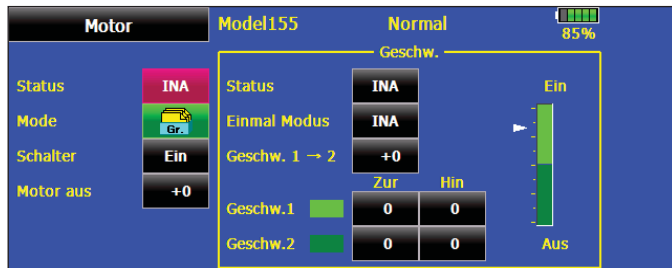 Motor
Model155
Normal
85%
Status INA
Mode Gr.
Schalter Ein
Motor aus +0
Geschw.
Status INA
Einmal Modus INA
Geschw. 1 → 2 +0
Zur Hin
Geschw.1 0 0
Geschw.2 0 0
Ein
Aus